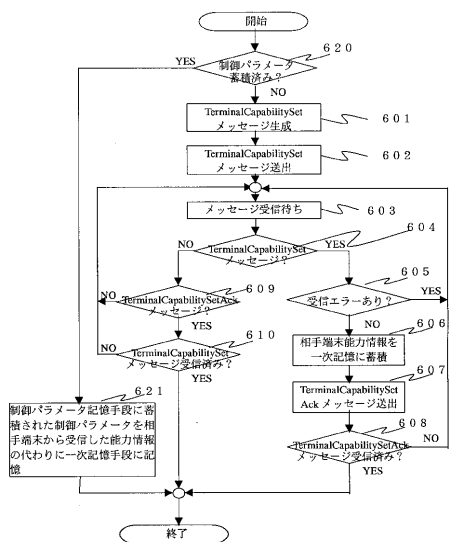 開始
620
制御パラメータ
蓄積済み？
YES
NO
TerminalCapabilitySet
メッセージ生成
601
TerminalCapabilitySet
メッセージ送出
602
メッセージ受信待ち
603
604
NO
TerminalCapabilitySet
メッセージ？
YES
609
NO
TerminalCapabilitySetAck
メッセージ？
YES
605
受信エラーあり？
YES
NO
610
NO
TerminalCapabilitySet
メッセージ受信済み？
YES
606
相手端末能力情報を
一次記憶に蓄積
607
TerminalCapabilitySet
Ackメッセージ送出
608
TerminalCapabilitySetAck
メッセージ受信済み？
NO
YES
621
制御パラメータ記憶手段に蓄
積された制御パラメータを相
手端末から受信した能力情報
の代わりに一次記憶手段に記
憶
終了